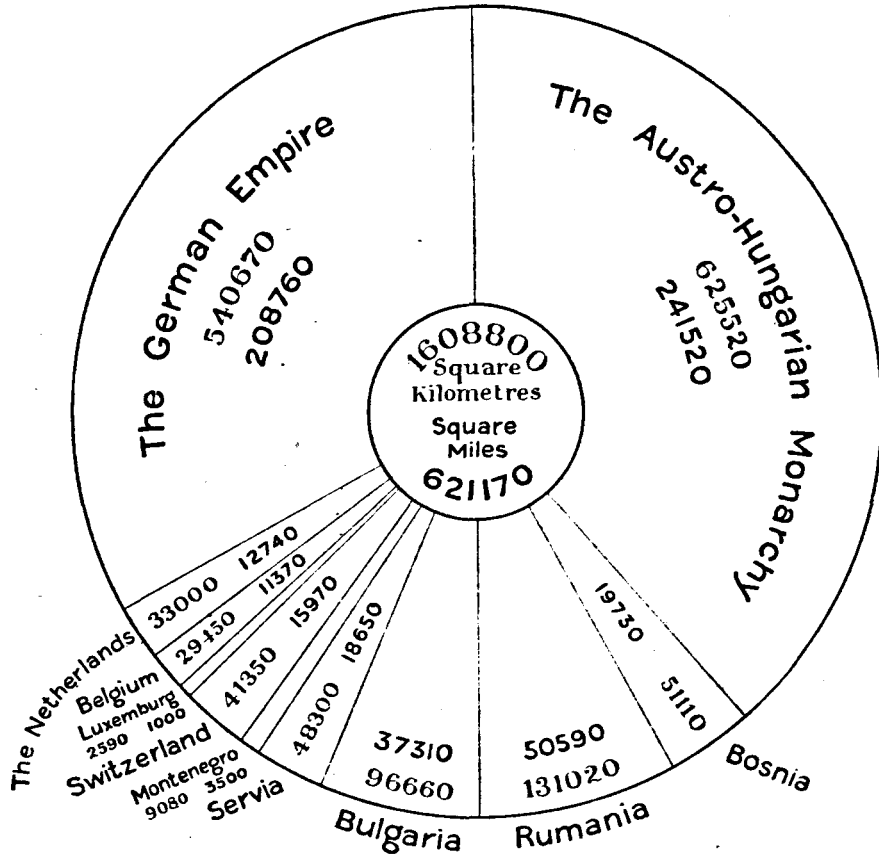 The German Empire
540670
208760
The Austro-Hungarian Monarchy
625520
241520
1608800
Square
Kilometres
Square
Miles
621170
The Netherlands
33000 12740
Belgium
29450 11370
Luxemburg
2590 1000
Switzerland
41350 15970
Montenegro
9080 3500
Servia
48300 18650
Bulgaria
37310
96660
Rumania
50590
131020
Bosnia
19730
51110